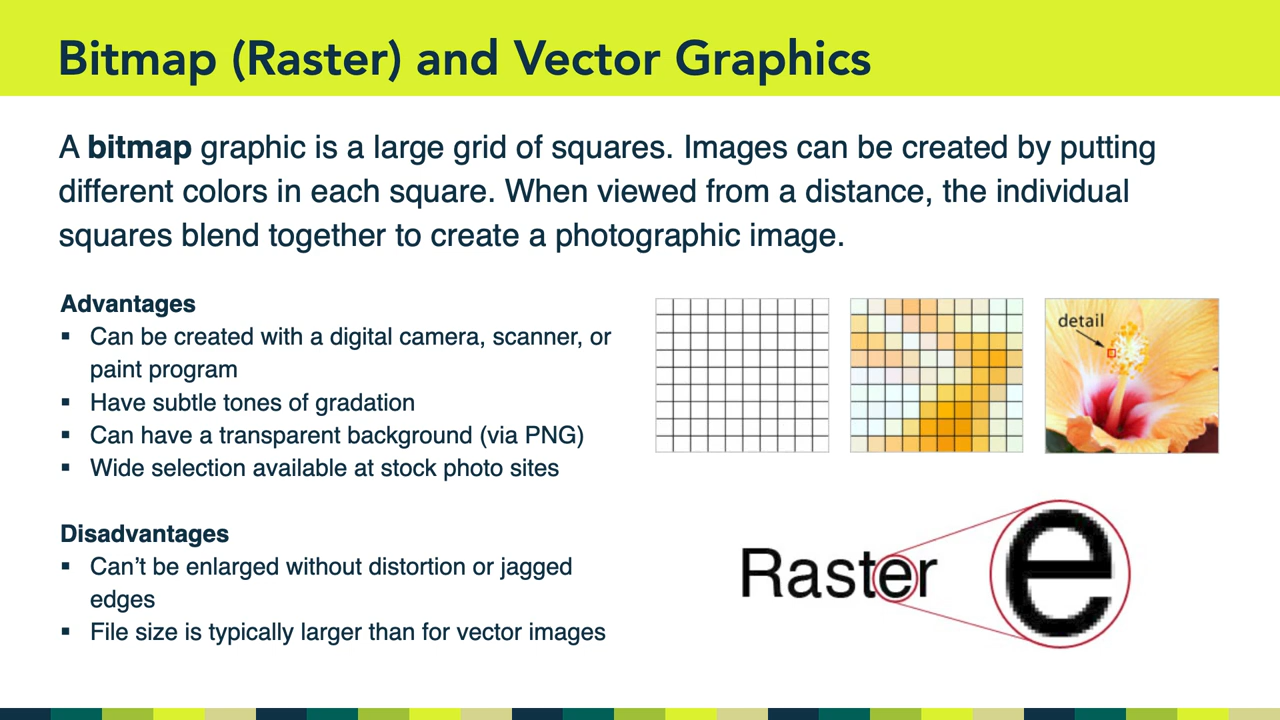 Bitmap (Raster) and Vector Graphics
A bitmap graphic is a large grid of squares. Images can be created by putting
different colors in each square. When viewed from a distance, the individual
squares blend together to create a photographic image.
Advantages
▪ Can be created with a digital camera, scanner, or
paint program
▪ Have subtle tones of gradation
▪ Can have a transparent background (via PNG)
▪ Wide selection available at stock photo sites
Disadvantages
▪ Can’t be enlarged without distortion or jagged
edges
▪ File size is typically larger than for vector images
detail
Raster
e